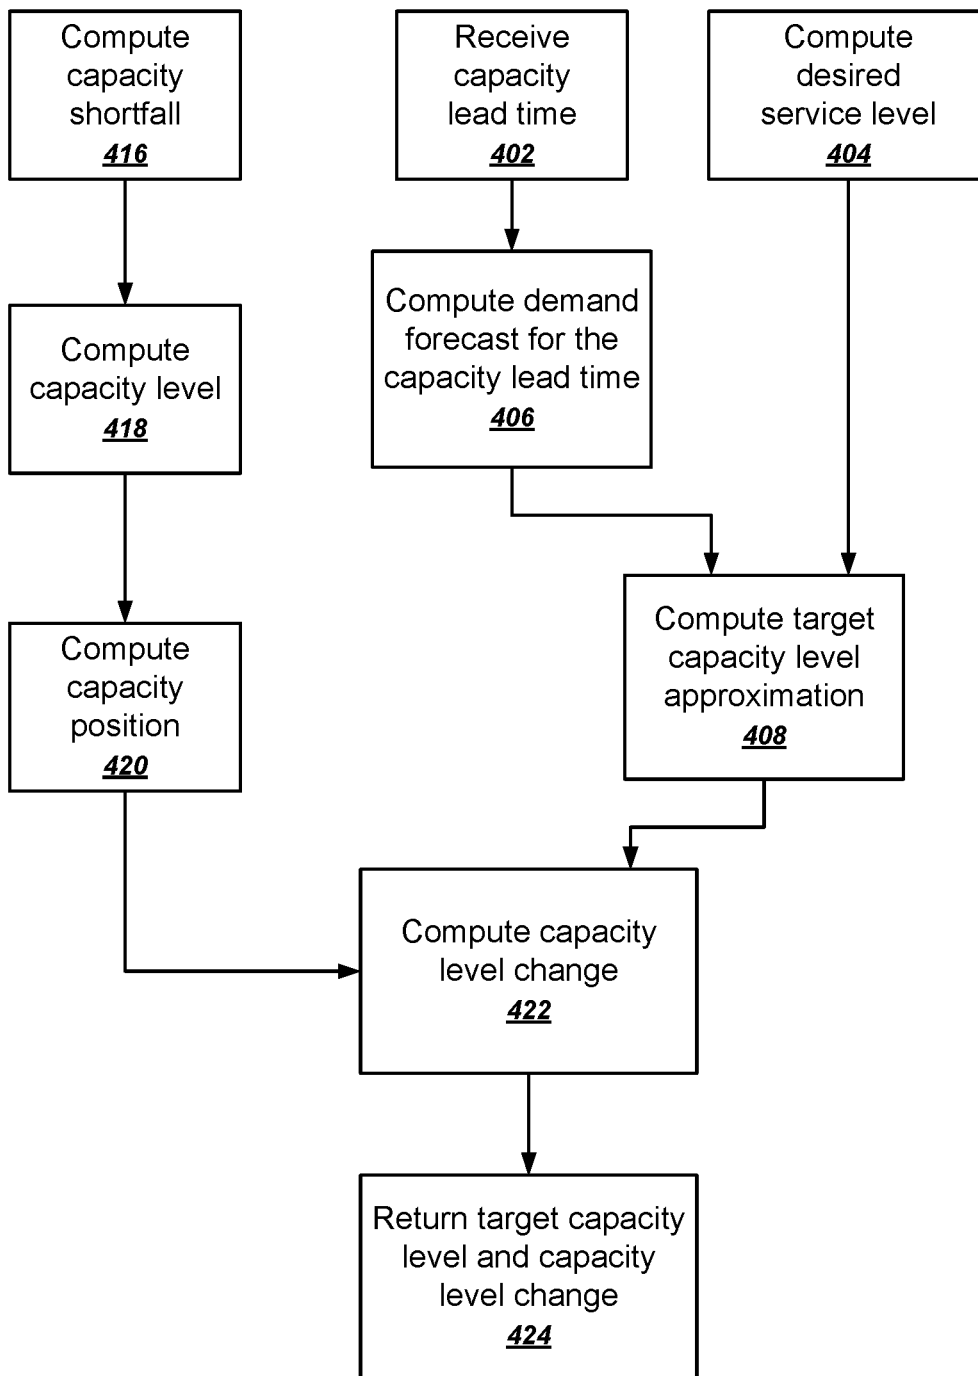 Compute
capacity
shortfall
416
Receive
capacity
lead time
402
Compute
desired
service level
404
Compute demand
forecast for the
capacity lead time
406
Compute
capacity level
418
Compute target
capacity level
approximation
408
Compute
capacity
position
420
Compute capacity
level change
422
Return target capacity
level and capacity
level change
424